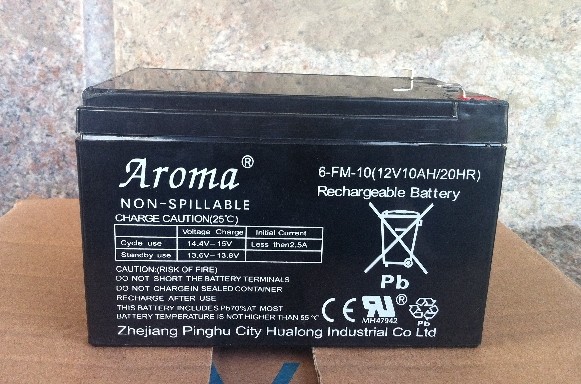 Aroma®
NON-SPILLABLE
6-FM-10(12V10AH/20HR)
Rechargeable Battery
CHARGE CAUTION(25℃)
Voltage Charge Initial Current
Cycle use 14.4V-15V Less than2.5A
Standby use 13.6V-13.8V
CAUTION:(RISK OF FIRE)
DO NOT SHORT THE BATTERY TERMINALS
DO NOT CHARGE IN SEALED CONTAINER
RECHARGE AFTER USE
THIS BATTERY INCLUDES Pb70%AT MOST
BATTERY TEMPERATURE IS NOT HIGHER THAN 55℃
Pb
CE RU®
MH47942
Pb
Zhejiang Pinghu City Hualong Industrial Co Ltd